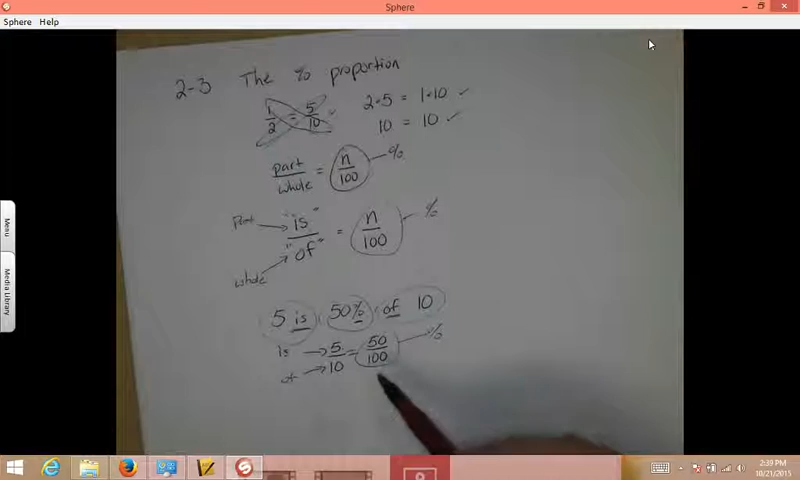 Sphere
Sphere Help
2-3 The % proportion
1/2 = 5/10 ✓ 2•5 = 1•10 ✓
10 = 10 ✓
part/whole = n/100 — %
part → "is"/"of" = n/100 — %
whole
5 is 50% of 10
is → 5/10 = 50/100 — %
of →
Menu
Media Library
2:39 PM
10/21/2015